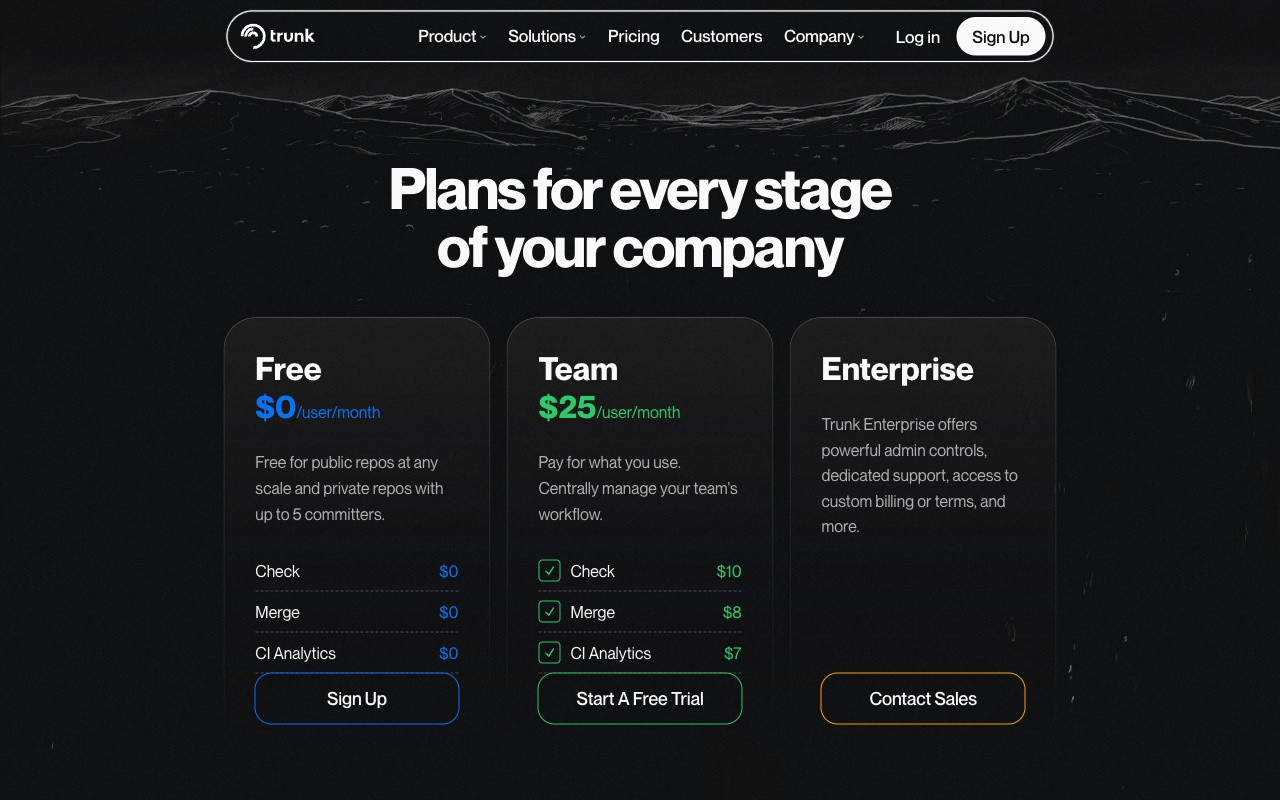 trunk
Product
Solutions
Pricing
Customers
Company
Log in
Sign Up
Plans for every stage
of your company
Free
$0/user/month
Free for public repos at any
scale and private repos with
up to 5 committers.
Check $0
Merge $0
CI Analytics $0
Sign Up
Team
$25/user/month
Pay for what you use.
Centrally manage your team's
workflow.
Check $10
Merge $8
CI Analytics $7
Start A Free Trial
Enterprise
Trunk Enterprise offers
powerful admin controls,
dedicated support, access to
custom billing or terms, and
more.
Contact Sales